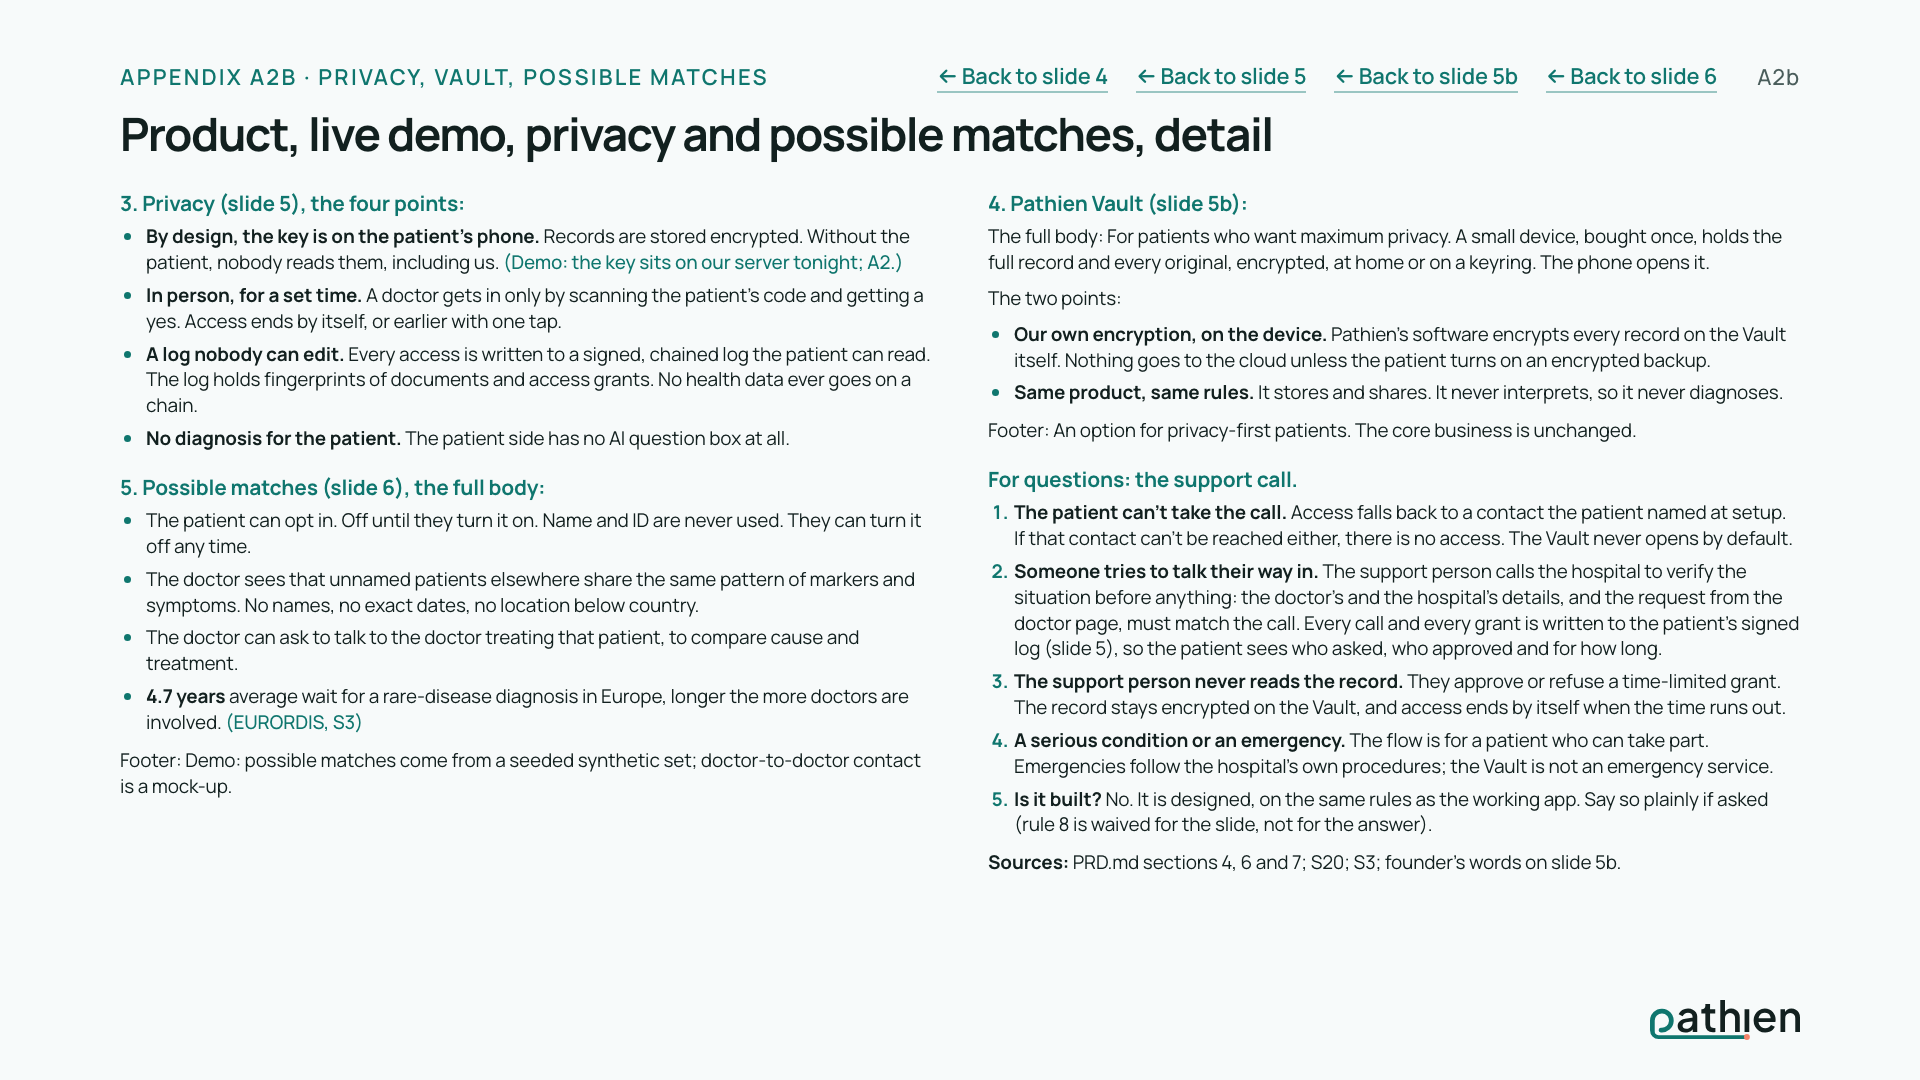 APPENDIX A2B · PRIVACY, VAULT, POSSIBLE MATCHES
← Back to slide 4
← Back to slide 5
← Back to slide 5b
← Back to slide 6
A2b
Product, live demo, privacy and possible matches, detail
3. Privacy (slide 5), the four points:
• By design, the key is on the patient’s phone. Records are stored encrypted. Without the
patient, nobody reads them, including us. (Demo: the key sits on our server tonight; A2.)
• In person, for a set time. A doctor gets in only by scanning the patient’s code and getting a
yes. Access ends by itself, or earlier with one tap.
• A log nobody can edit. Every access is written to a signed, chained log the patient can read.
The log holds fingerprints of documents and access grants. No health data ever goes on a
chain.
• No diagnosis for the patient. The patient side has no AI question box at all.
5. Possible matches (slide 6), the full body:
• The patient can opt in. Off until they turn it on. Name and ID are never used. They can turn it
off any time.
• The doctor sees that unnamed patients elsewhere share the same pattern of markers and
symptoms. No names, no exact dates, no location below country.
• The doctor can ask to talk to the doctor treating that patient, to compare cause and
treatment.
• 4.7 years average wait for a rare-disease diagnosis in Europe, longer the more doctors are
involved. (EURORDIS, S3)
Footer: Demo: possible matches come from a seeded synthetic set; doctor-to-doctor contact
is a mock-up.
4. Pathien Vault (slide 5b):
The full body: For patients who want maximum privacy. A small device, bought once, holds the
full record and every original, encrypted, at home or on a keyring. The phone opens it.
The two points:
• Our own encryption, on the device. Pathien’s software encrypts every record on the Vault
itself. Nothing goes to the cloud unless the patient turns on an encrypted backup.
• Same product, same rules. It stores and shares. It never interprets, so it never diagnoses.
Footer: An option for privacy-first patients. The core business is unchanged.
For questions: the support call.
1. The patient can’t take the call. Access falls back to a contact the patient named at setup.
If that contact can’t be reached either, there is no access. The Vault never opens by default.
2. Someone tries to talk their way in. The support person calls the hospital to verify the
situation before anything: the doctor’s and the hospital’s details, and the request from the
doctor page, must match the call. Every call and every grant is written to the patient’s signed
log (slide 5), so the patient sees who asked, who approved and for how long.
3. The support person never reads the record. They approve or refuse a time-limited grant.
The record stays encrypted on the Vault, and access ends by itself when the time runs out.
4. A serious condition or an emergency. The flow is for a patient who can take part.
Emergencies follow the hospital’s own procedures; the Vault is not an emergency service.
5. Is it built? No. It is designed, on the same rules as the working app. Say so plainly if asked
(rule 8 is waived for the slide, not for the answer).
Sources: PRD.md sections 4, 6 and 7; S20; S3; founder’s words on slide 5b.
pathien